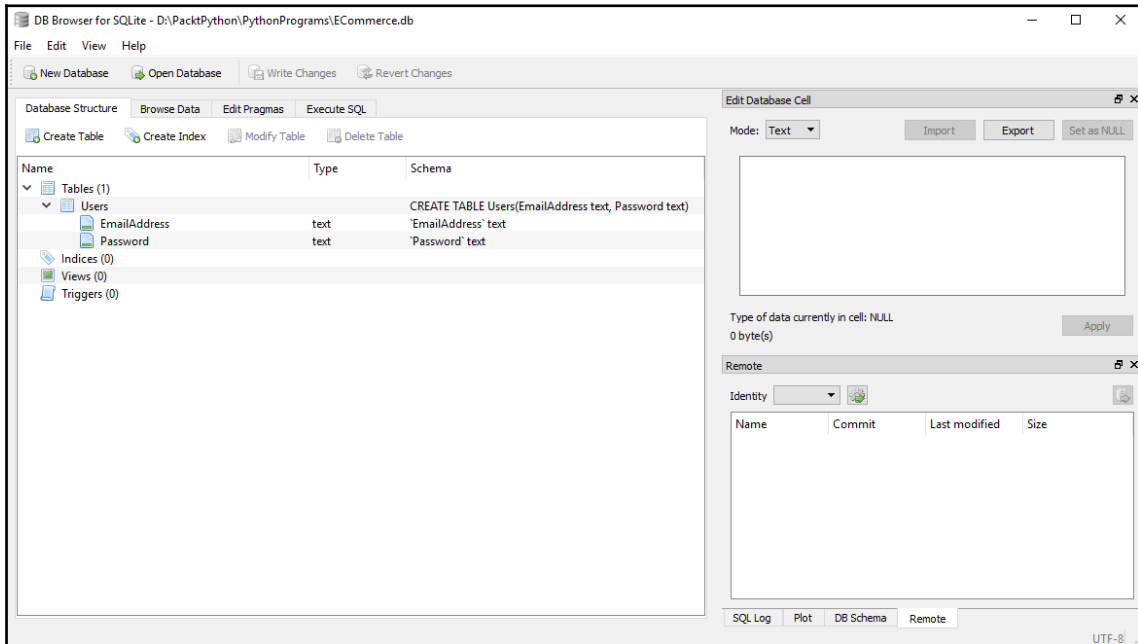 DB Browser for SQLite - D:\PacktPython\PythonPrograms\ECommerce.db
File Edit View Help
New Database Open Database Write Changes Revert Changes
Database Structure Browse Data Edit Pragmas Execute SQL
Create Table Create Index Modify Table Delete Table
Name Type Schema
Tables (1)
Users CREATE TABLE Users(EmailAddress text, Password text)
EmailAddress text `EmailAddress` text
Password text `Password` text
Indices (0)
Views (0)
Triggers (0)
Edit Database Cell
Mode: Text Import Export Set as NULL
Type of data currently in cell: NULL
0 byte(s)
Apply
Remote
Identity
Name Commit Last modified Size
SQL Log Plot DB Schema Remote
UTF-8